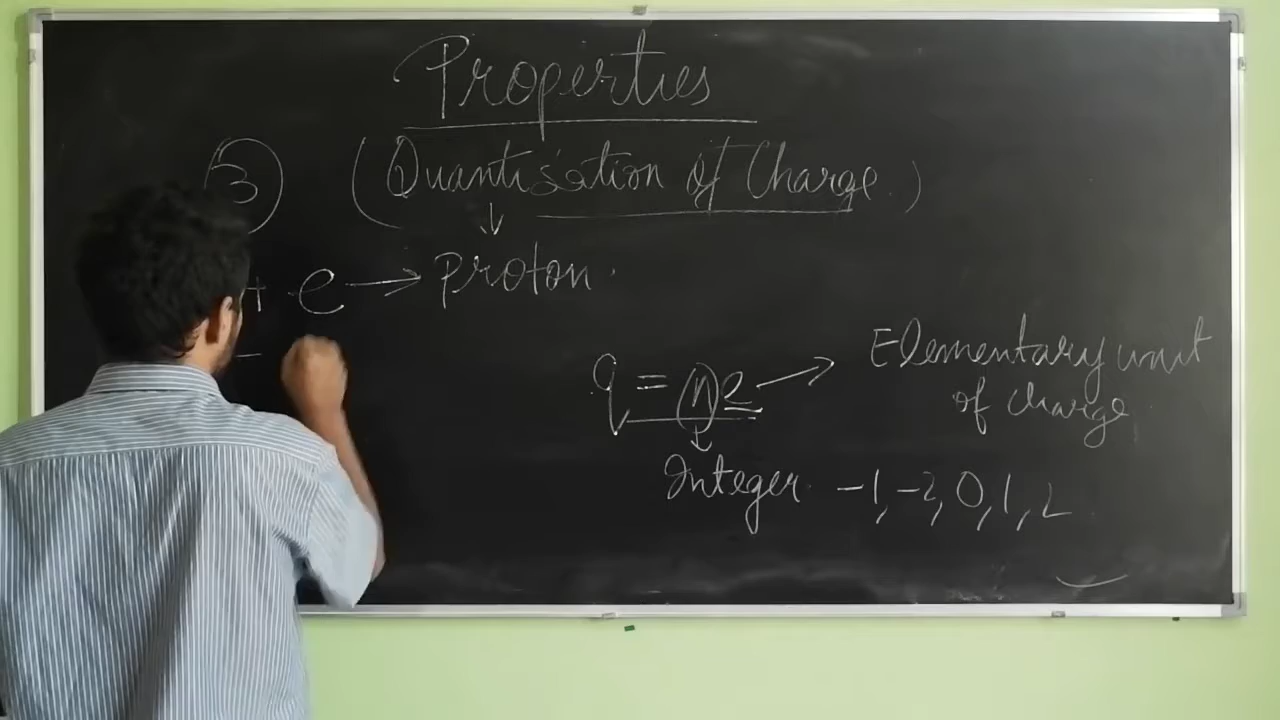 Properties
3 (Quantisation of Charge.)
↓
+ e → proton.
-
q = ne → Elementary unit
of charge
↓
Integer -1, -2, 0, 1, 2